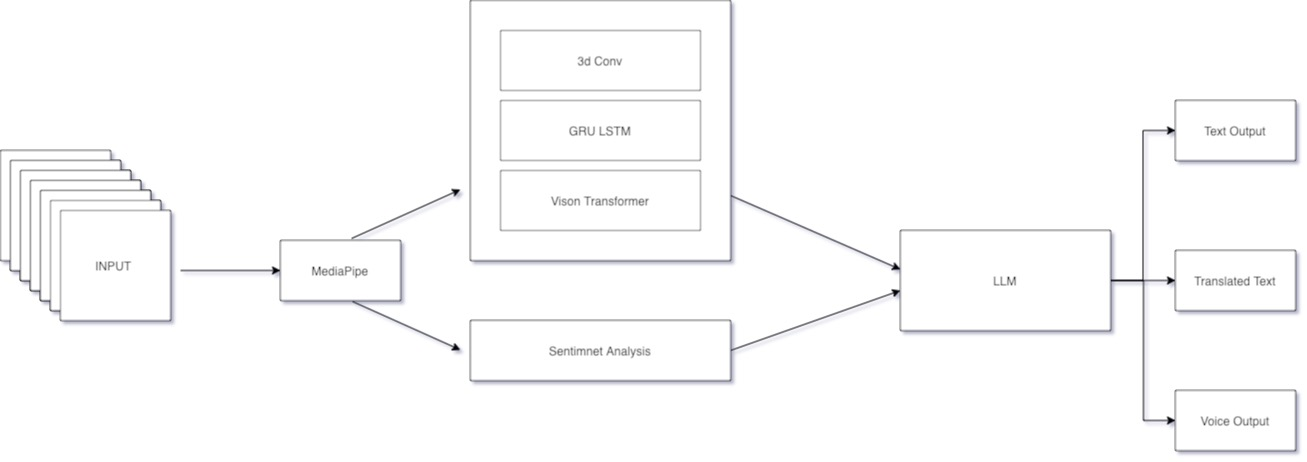 3d Conv
GRU LSTM
Vison Transformer
INPUT
MediaPipe
Sentimnet Analysis
LLM
Text Output
Translated Text
Voice Output